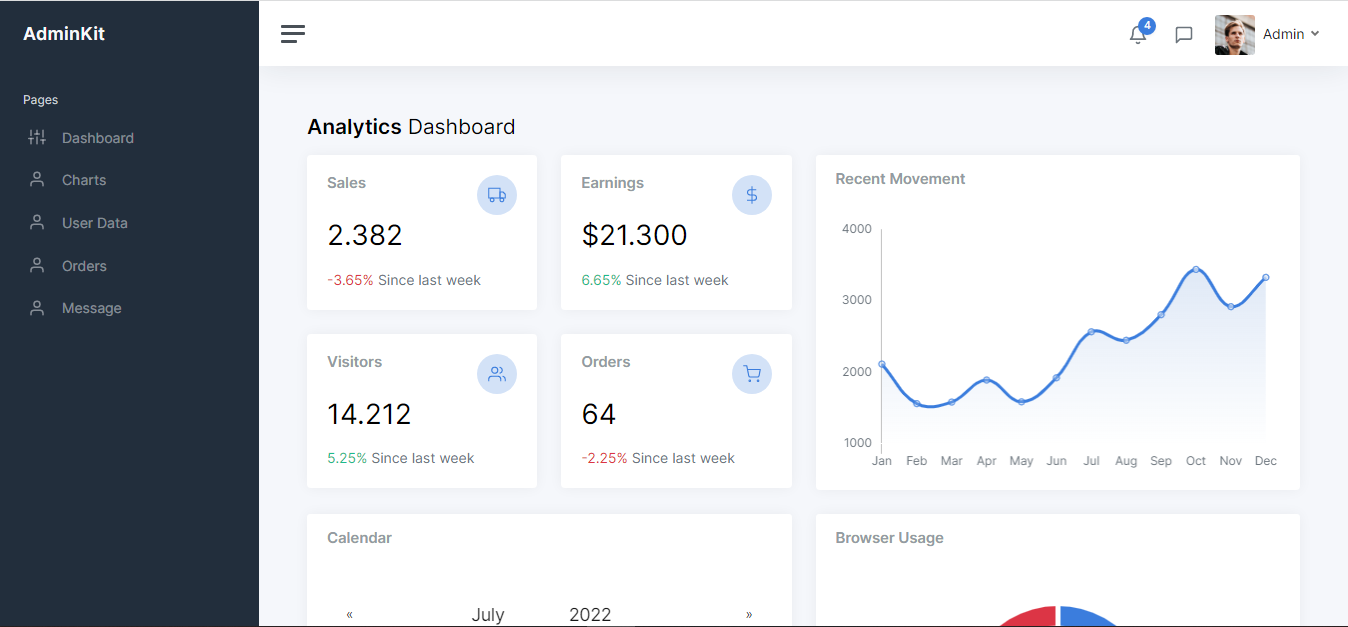 AdminKit
4
Admin
Pages
Dashboard
Charts
User Data
Orders
Message
Analytics Dashboard
Sales
2.382
-3.65% Since last week
Earnings
$21.300
6.65% Since last week
Visitors
14.212
5.25% Since last week
Orders
64
-2.25% Since last week
Recent Movement
4000
3000
2000
1000
Jan Feb Mar Apr May Jun Jul Aug Sep Oct Nov Dec
Calendar
« July 2022 »
Browser Usage